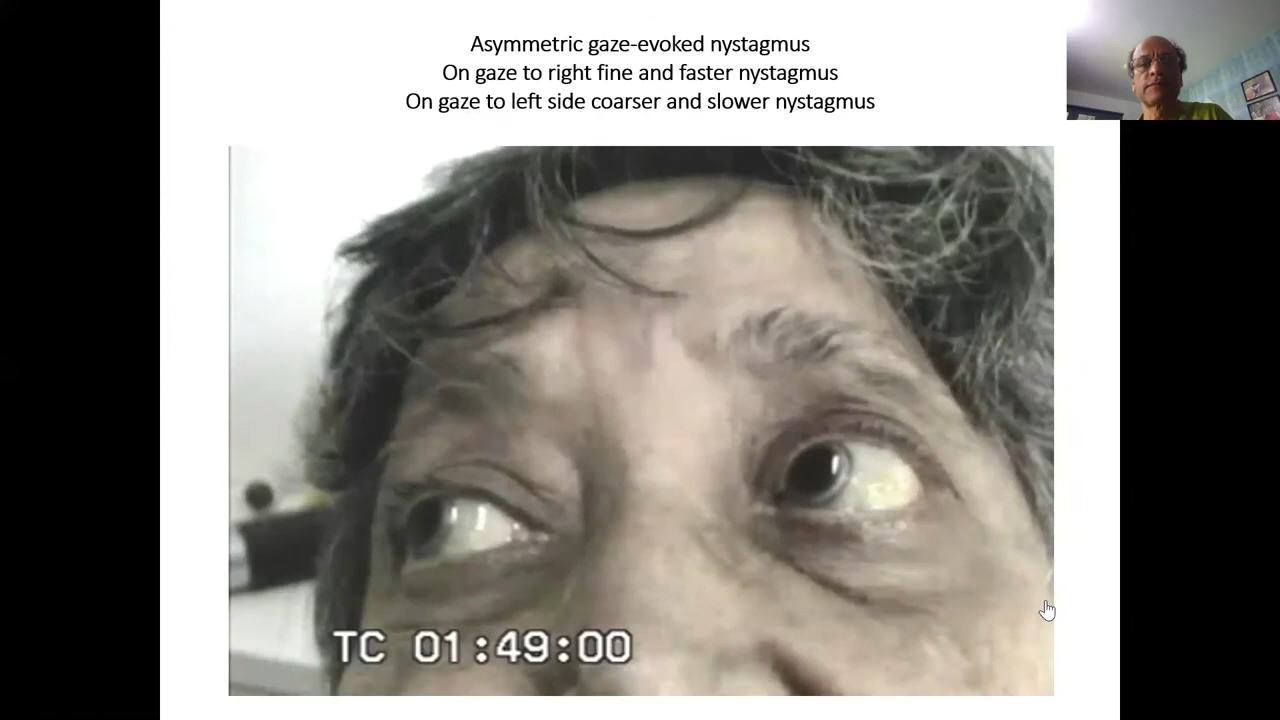 Asymmetric gaze-evoked nystagmus
On gaze to right fine and faster nystagmus
On gaze to left side coarser and slower nystagmus
TC 01:49:00